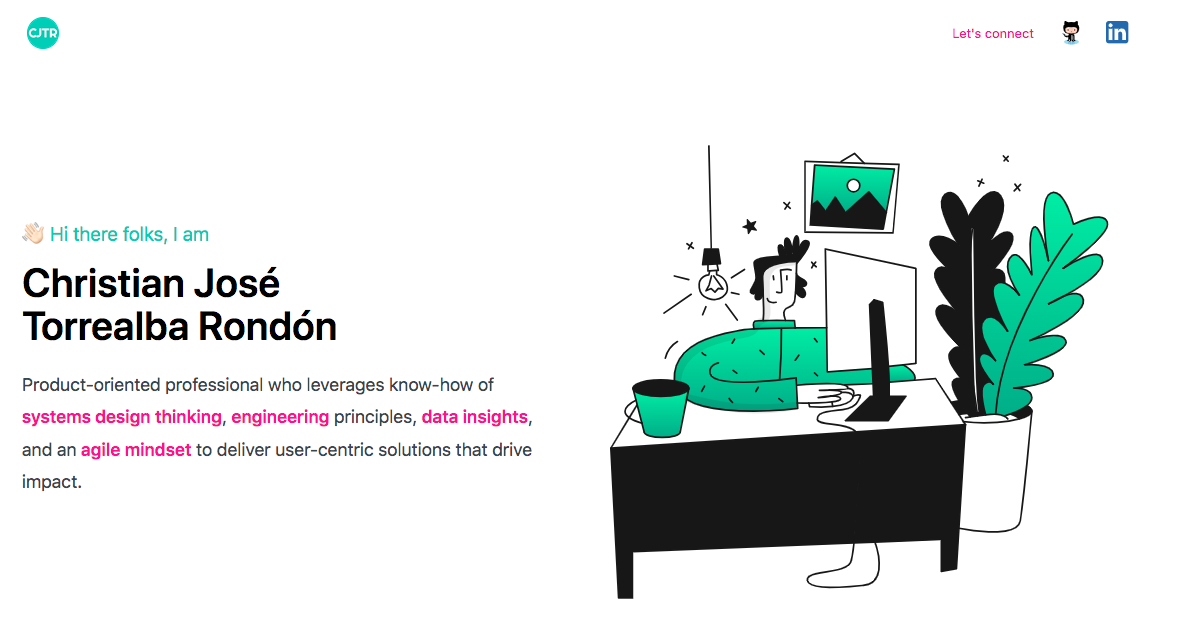 CJTR
Let's connect
in
👋🏻 Hi there folks, I am
Christian José
Torrealba Rondón
Product-oriented professional who leverages know-how of
systems design thinking, engineering principles, data insights,
and an agile mindset to deliver user-centric solutions that drive
impact.